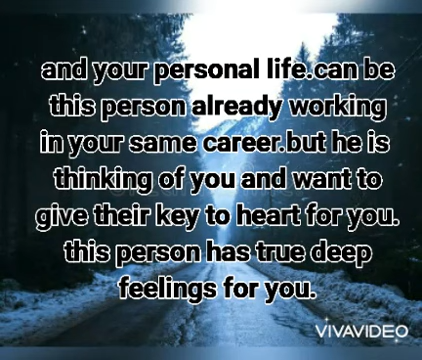 and your personal life.can be
this person already working
in your same career.but he is
thinking of you and want to
give their key to heart for you.
this person has true deep
feelings for you.
VIVAVIDEO